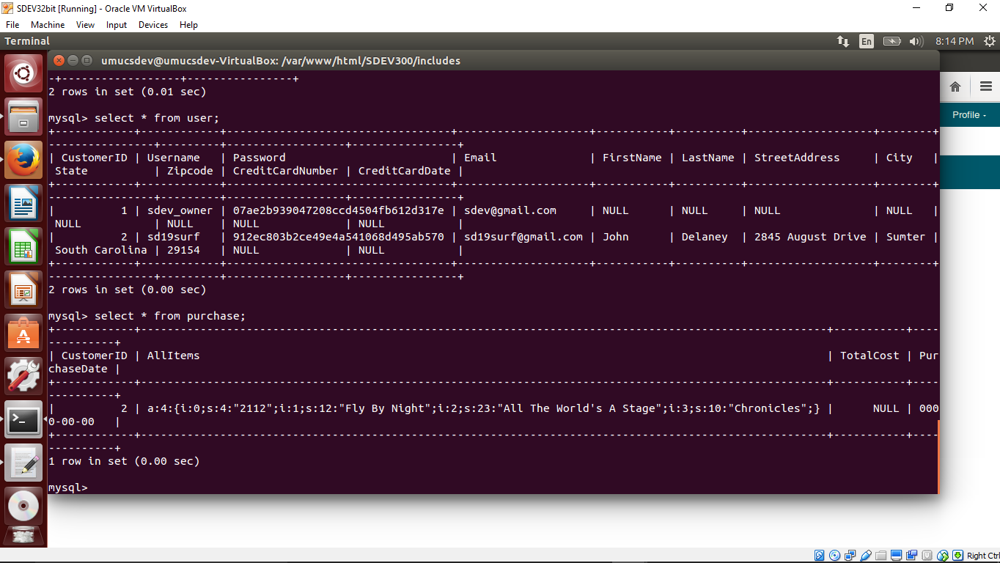 SDEV32bit [Running] - Oracle VM VirtualBox
File Machine View Input Devices Help
Terminal En 8:14 PM
umucsdev@umucsdev-VirtualBox: /var/www/html/SDEV300/includes
-+------------------+----------------+
2 rows in set (0.01 sec)
Profile
mysql> select * from user;
+------------+------------+----------------------------------+--------------------+-----------+----------+-------------------+--------+
----------------+---------+------------------+----------------+
| CustomerID | Username   | Password                         | Email              | FirstName | LastName | StreetAddress     | City   |
 State          | Zipcode | CreditCardNumber | CreditCardDate |
+------------+------------+----------------------------------+--------------------+-----------+----------+-------------------+--------+
----------------+---------+------------------+----------------+
|          1 | sdev_owner | 07ae2b939047208ccd4504fb612d317e | sdev@gmail.com     | NULL      | NULL     | NULL              | NULL   |
 NULL           | NULL    | NULL             | NULL           |
|          2 | sd19surf   | 912ec803b2ce49e4a541068d495ab570 | sd19surf@gmail.com | John      | Delaney  | 2845 August Drive | Sumter |
 South Carolina | 29154   | NULL             | NULL           |
+------------+------------+----------------------------------+--------------------+-----------+----------+-------------------+--------+
----------------+---------+------------------+----------------+
2 rows in set (0.00 sec)
mysql> select * from purchase;
+------------+--------------------------------------------------------------------------------------------------------+-----------+----
----------+
| CustomerID | AllItems                                                                                               | TotalCost | Pur
chaseDate |
+------------+--------------------------------------------------------------------------------------------------------+-----------+----
----------+
|          2 | a:4:{i:0;s:4:"2112";i:1;s:12:"Fly By Night";i:2;s:23:"All The World's A Stage";i:3;s:10:"Chronicles";} |      NULL | 000
0-00-00   |
+------------+--------------------------------------------------------------------------------------------------------+-----------+----
----------+
1 row in set (0.00 sec)
mysql>
Right Ctrl